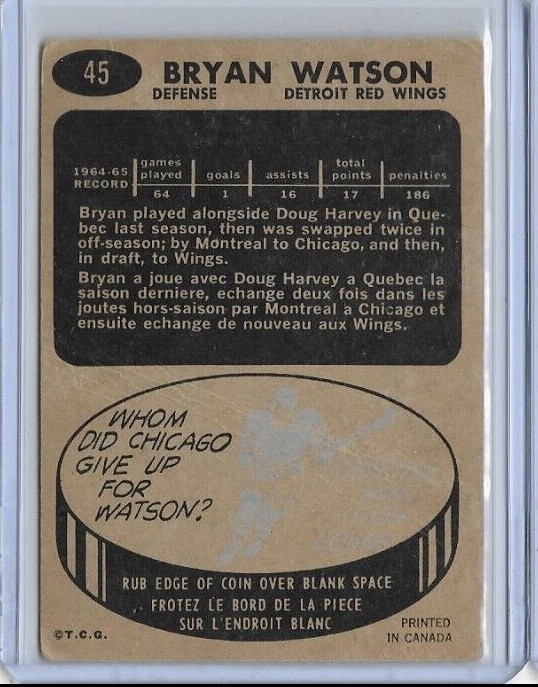 45
BRYAN WATSON
DEFENSE DETROIT RED WINGS
1964-65 RECORD games played goals assists total points penalties
64 1 16 17 186
Bryan played alongside Doug Harvey in Que-
bec last season, then was swapped twice in
off-season; by Montreal to Chicago, and then,
in draft, to Wings.
Bryan a joue avec Doug Harvey a Quebec la
saison derniere, echange deux fois dans les
joutes hors-saison par Montreal à Chicago et
ensuite echange de nouveau aux Wings.
WHOM
DID CHICAGO
GIVE UP
FOR
WATSON?
RUB EDGE OF COIN OVER BLANK SPACE
FROTEZ LE BORD DE LA PIECE
SUR L'ENDROIT BLANC
©T.C.G.
PRINTED
IN CANADA